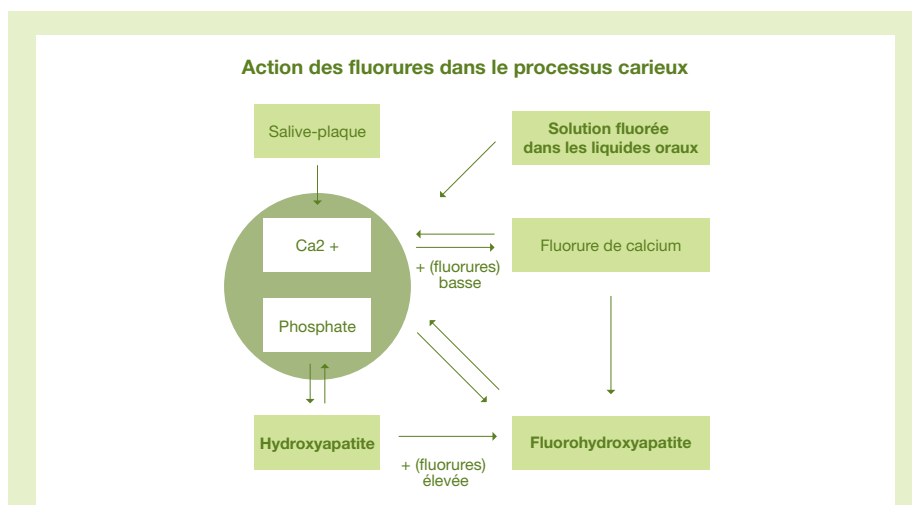 Action des fluorures dans le processus carieux
Salive-plaque
Solution fluorée
dans les liquides oraux
Ca2 +
Fluorure de calcium
+ (fluorures)
basse
Phosphate
Hydroxyapatite
Fluorohydroxyapatite
+ (fluorures)
élevée